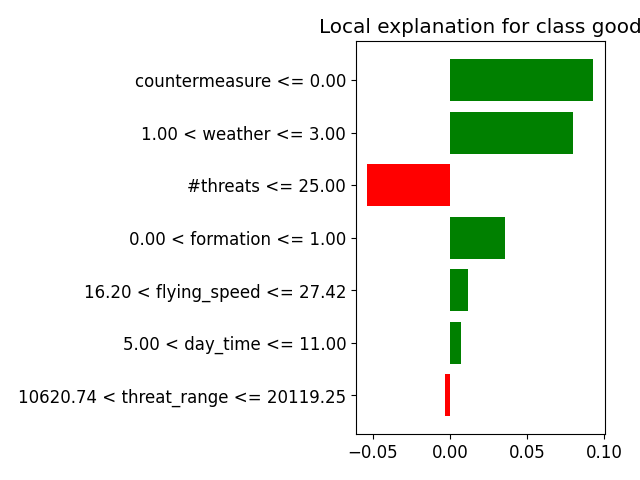 Local explanation for class good
countermeasure <= 0.00
1.00 < weather <= 3.00
#threats <= 25.00
0.00 < formation <= 1.00
16.20 < flying_speed <= 27.42
5.00 < day_time <= 11.00
10620.74 < threat_range <= 20119.25
−0.05 0.00 0.05 0.10